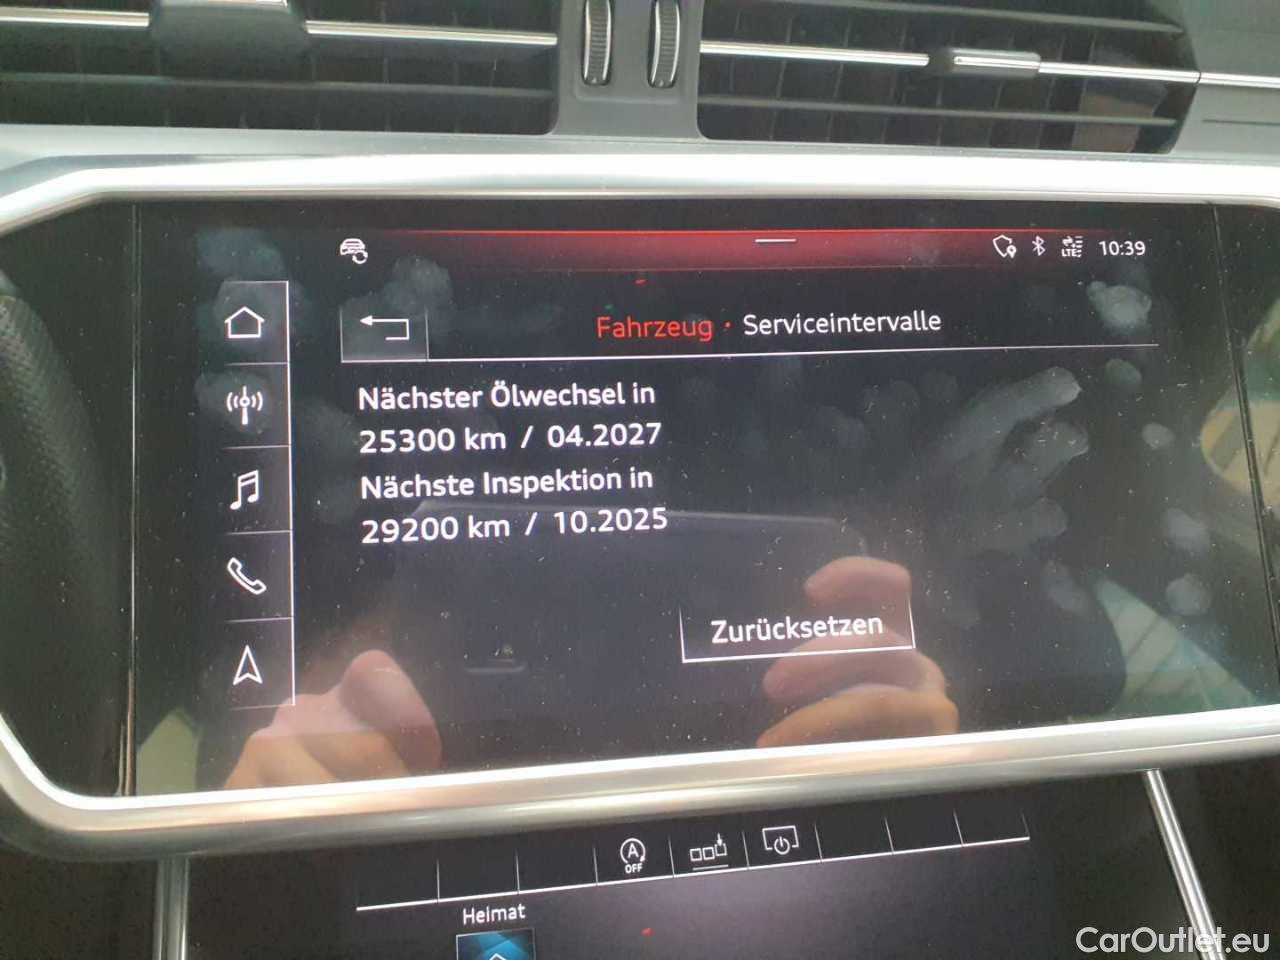 LTE
10:39
Fahrzeug · Serviceintervalle
Nächster Ölwechsel in
25300 km / 04.2027
Nächste Inspektion in
29200 km / 10.2025
Zurücksetzen
A
OFF
Heimat
CarOutlet.eu